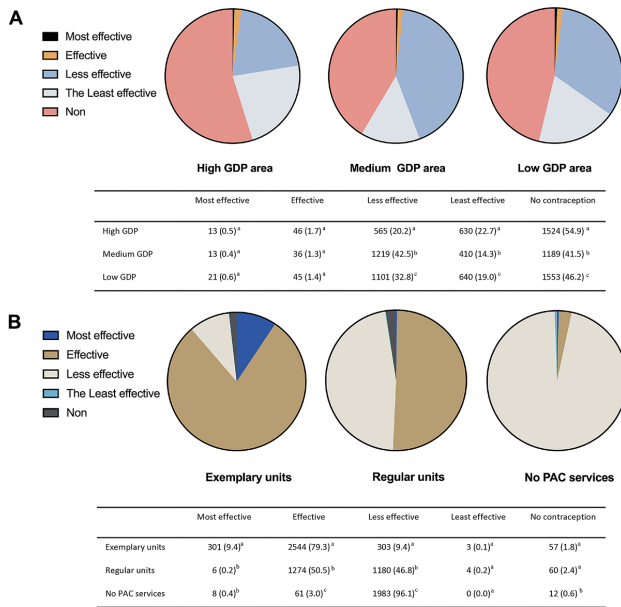 A
Most effective
Effective
Less effective
The Least effective
Non
High GDP area
Medium GDP area
Low GDP area
Most effective Effective Less effective Least effective No contraception
High GDP 13 (0.5)ᵃ 46 (1.7)ᵃ 565 (20.2)ᵃ 630 (22.7)ᵃ 1524 (54.9)ᵃ
Medium GDP 13 (0.4)ᵃ 36 (1.3)ᵃ 1219 (42.5)ᵇ 410 (14.3)ᵇ 1189 (41.5)ᵇ
Low GDP 21 (0.6)ᵃ 45 (1.4)ᵃ 1101 (32.8)ᶜ 640 (19.0)ᶜ 1553 (46.2)ᶜ
B
Most effective
Effective
Less effective
The Least effective
Non
Exemplary units
Regular units
No PAC services
Most effective Effective Less effective Least effective No contraception
Exemplary units 301 (9.4)ᵃ 2544 (79.3)ᵃ 303 (9.4)ᵃ 3 (0.1)ᵃ 57 (1.8)ᵃ
Regular units 6 (0.2)ᵇ 1274 (50.5)ᵇ 1180 (46.8)ᵇ 4 (0.2)ᵃ 60 (2.4)ᵃ
No PAC services 8 (0.4)ᵇ 61 (3.0)ᶜ 1983 (96.1)ᶜ 0 (0.0)ᵃ 12 (0.6)ᵇ